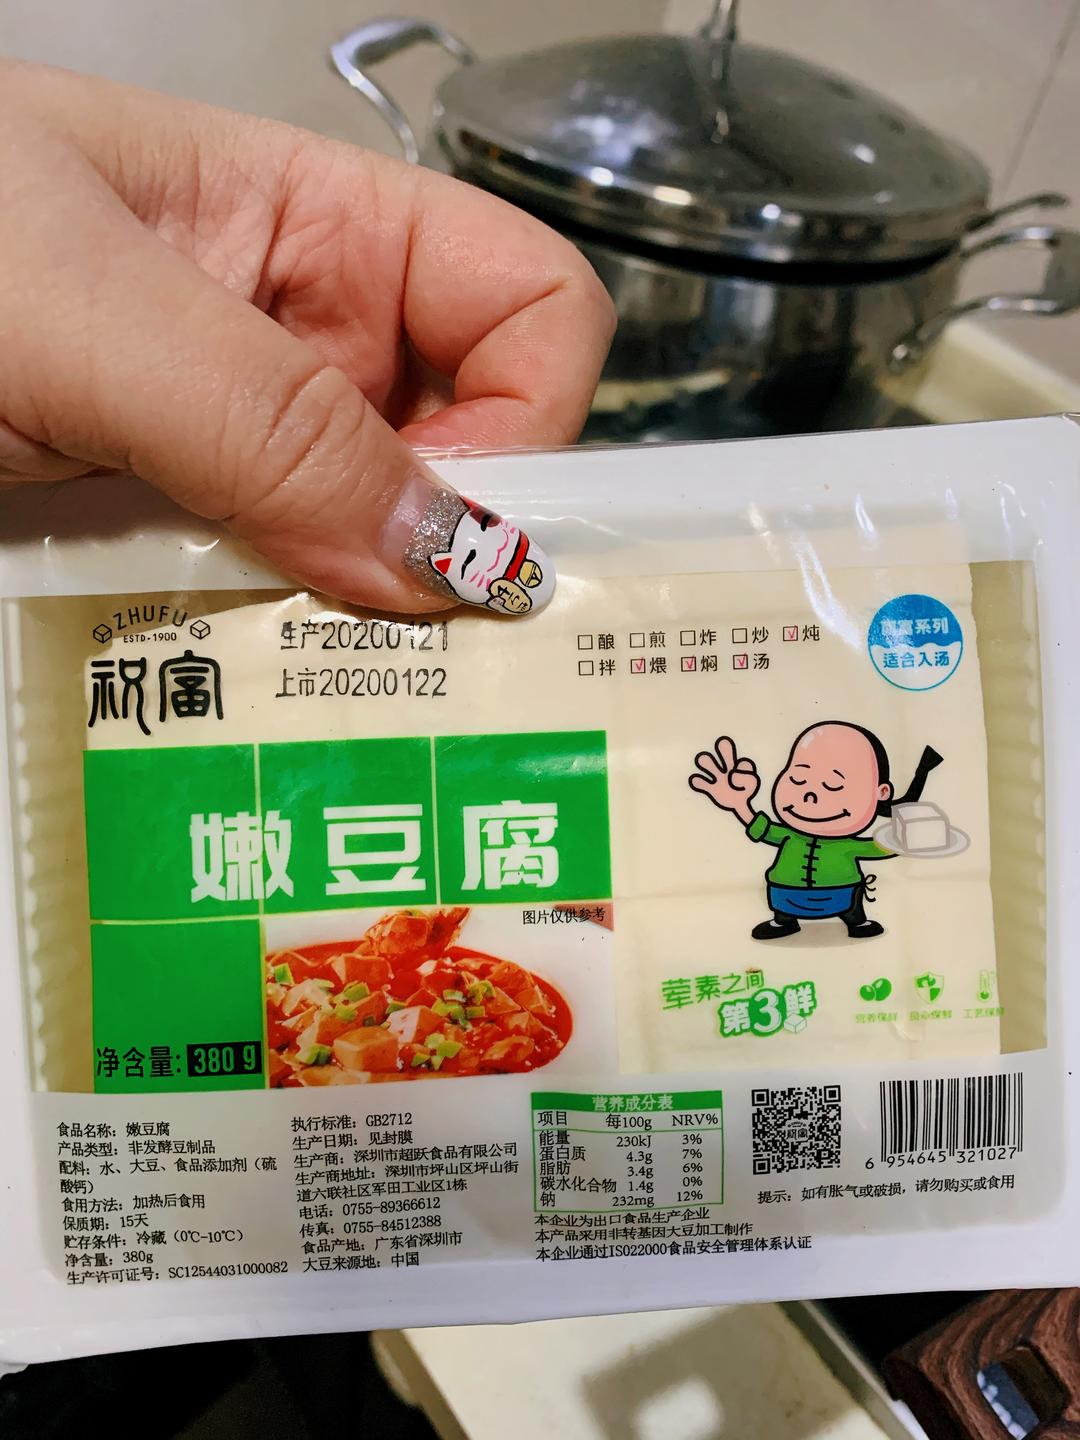 ZHUFU
ESTD-1900
祝富
生产20200121
上市20200122
□酿 □煎 □炸 □炒 ☑炖
□拌 ☑煨 ☑焖 ☑汤
适合入汤
嫩豆腐
图片仅供参考
净含量: 380 g
荤素之间
第3鲜
营养保鲜 良心保鲜 工艺保鲜
食品名称: 嫩豆腐
产品类型: 非发酵豆制品
配料: 水、大豆、食品添加剂（硫
酸钙）
食用方法: 加热后食用
保质期: 15天
贮存条件: 冷藏（0℃-10℃）
净含量: 380g
生产许可证号: SC12544031000082
执行标准: GB2712
生产日期: 见封膜
生产商: 深圳市超跃食品有限公司
生产商地址: 深圳市坪山区坪山街
道六联社区军田工业区1栋
电话: 0755-89366612
传真: 0755-84512388
食品产地: 广东省深圳市
大豆来源地: 中国
营养成分表
项目 每100g NRV%
能量 230kJ 3%
蛋白质 4.3g 7%
脂肪 3.4g 6%
碳水化合物 1.4g 0%
钠 232mg 12%
本企业为出口食品生产企业
本产品采用非转基因大豆加工制作
本企业通过ISO22000食品安全管理体系认证
6 954645 321027
提示: 如有胀气或破损，请勿购买或食用